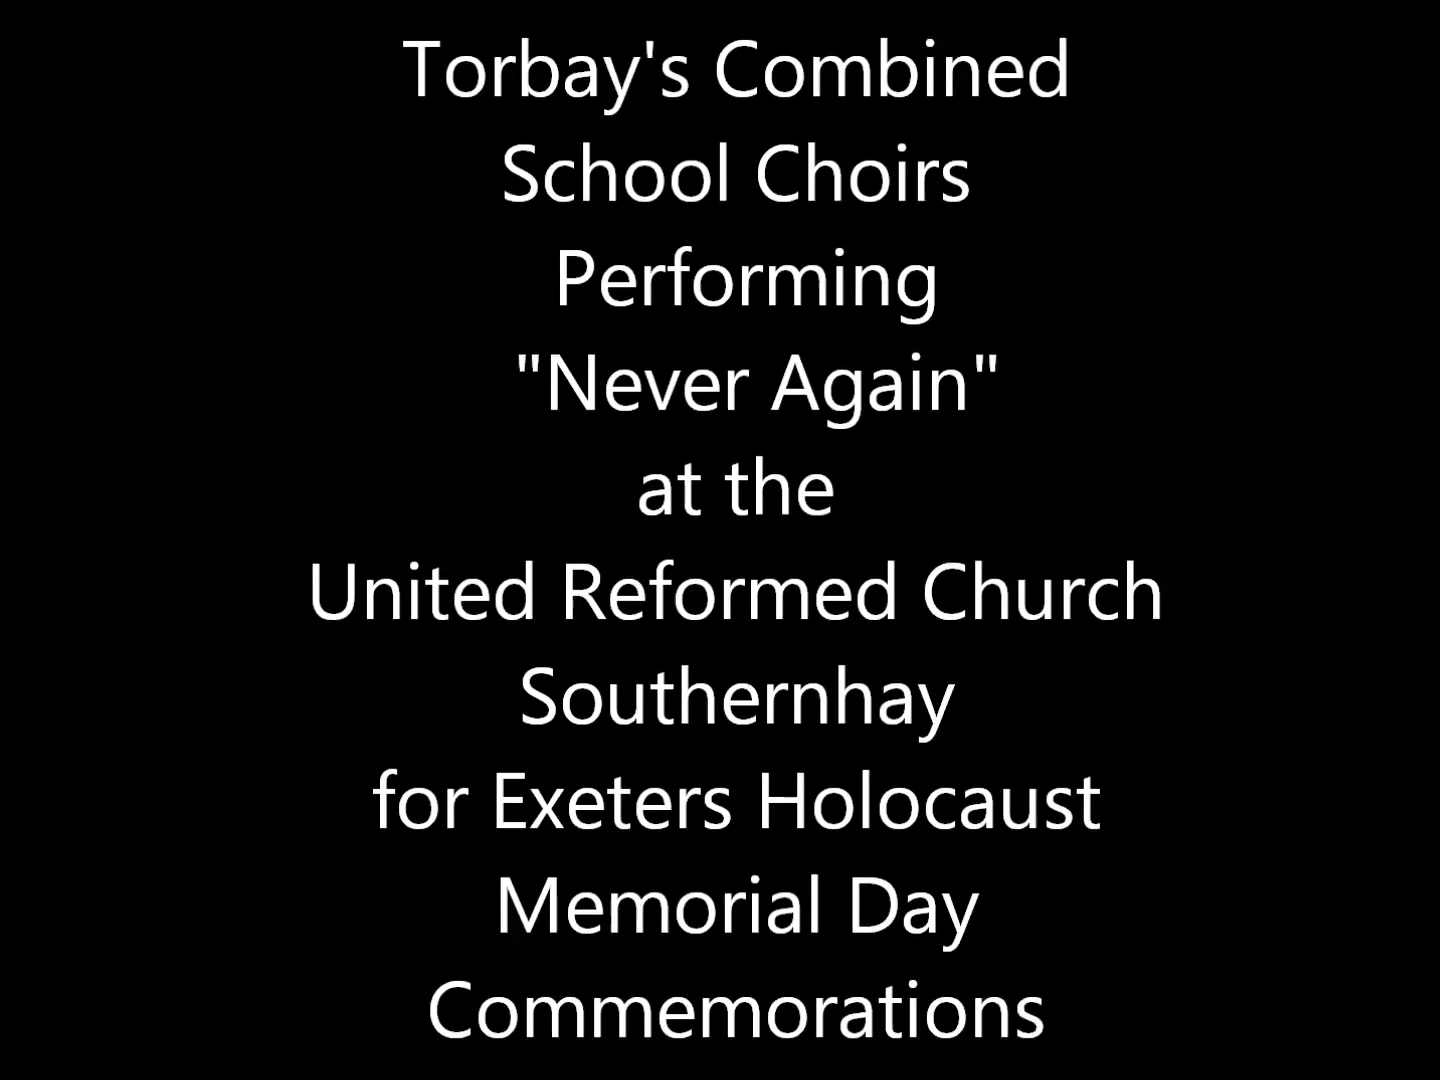 Torbay's Combined
School Choirs
Performing
"Never Again"
at the
United Reformed Church
Southernhay
for Exeters Holocaust
Memorial Day
Commemorations